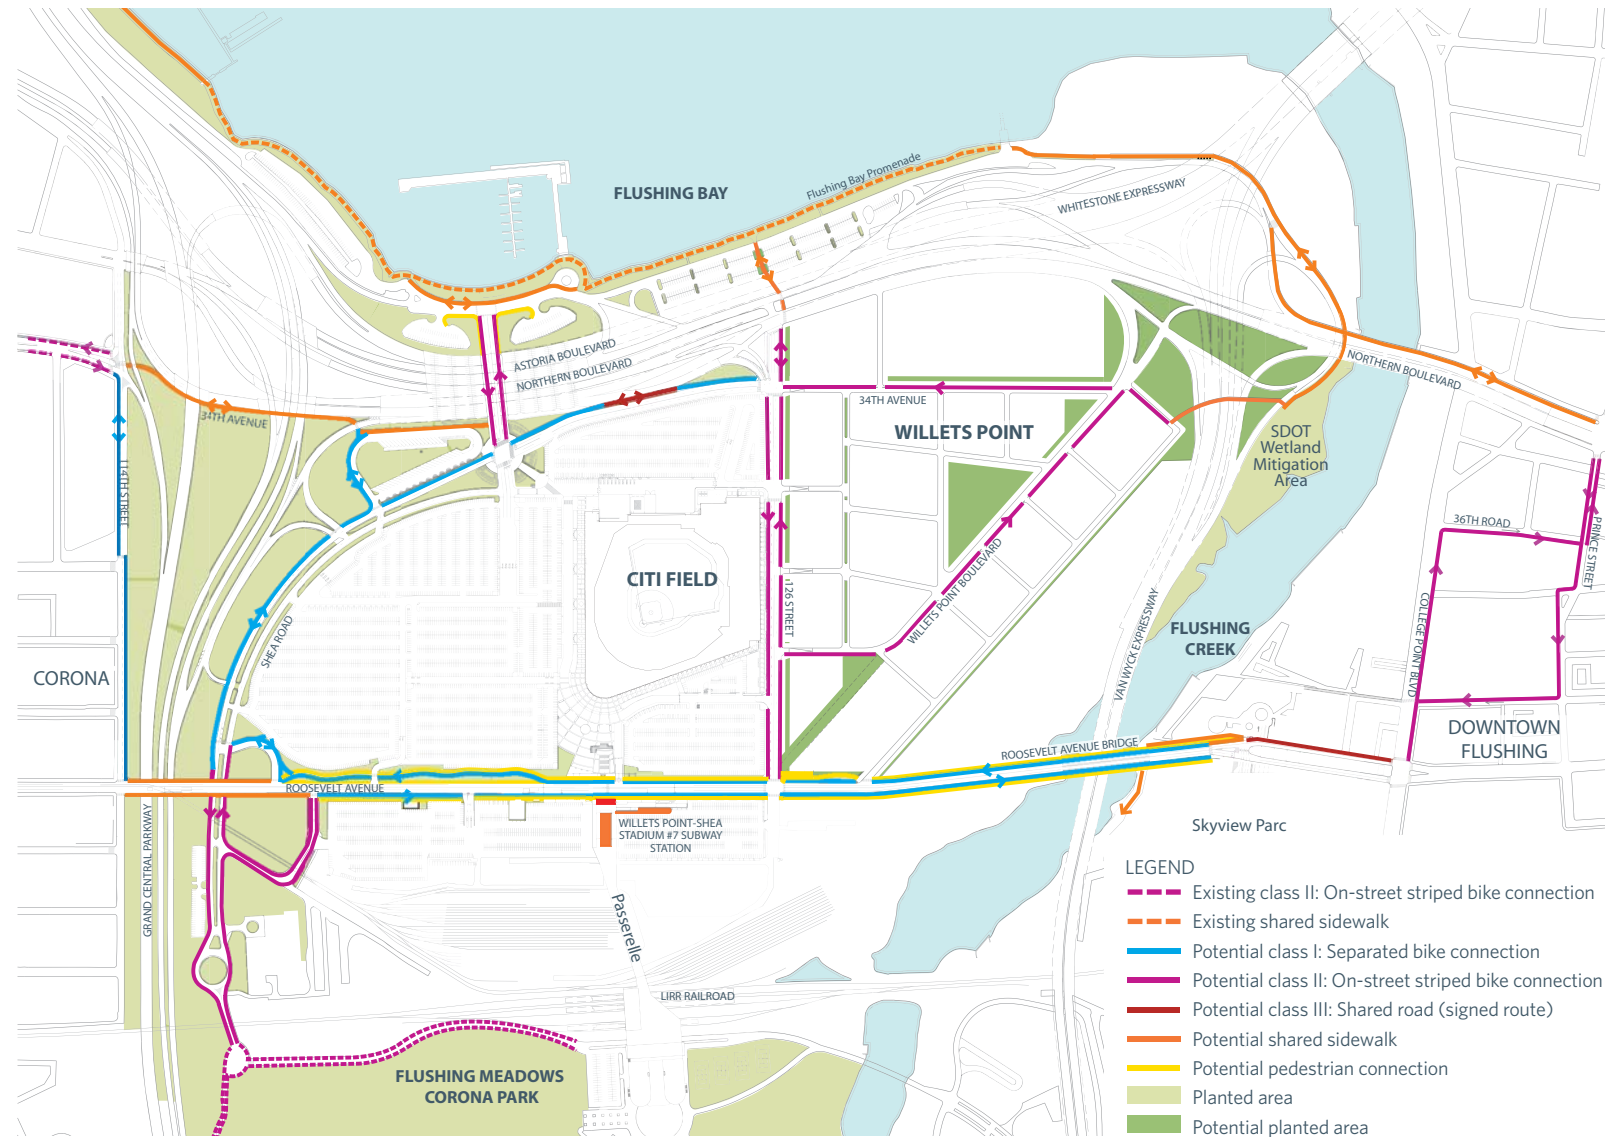 FLUSHING BAY
Flushing Bay Promenade
WHITESTONE EXPRESSWAY
ASTORIA BOULEVARD
NORTHERN BOULEVARD
NORTHERN BOULEVARD
34TH AVENUE
34TH AVENUE
WILLETS POINT
SDOT
Wetland
Mitigation
Area
114TH STREET
36TH ROAD
PRINCE STREET
CITI FIELD
126 STREET
WILLETS POINT BOULEVARD
SHEA ROAD
VAN WYCK EXPRESSWAY
FLUSHING
CREEK
COLLEGE POINT BLVD
CORONA
DOWNTOWN
FLUSHING
ROOSEVELT AVENUE BRIDGE
ROOSEVELT AVENUE
GRAND CENTRAL PARKWAY
WILLETS POINT-SHEA
STADIUM #7 SUBWAY
STATION
Skyview Parc
Passerelle
LIRR RAILROAD
FLUSHING MEADOWS
CORONA PARK
LEGEND
Existing class II: On-street striped bike connection
Existing shared sidewalk
Potential class I: Separated bike connection
Potential class II: On-street striped bike connection
Potential class III: Shared road (signed route)
Potential shared sidewalk
Potential pedestrian connection
Planted area
Potential planted area